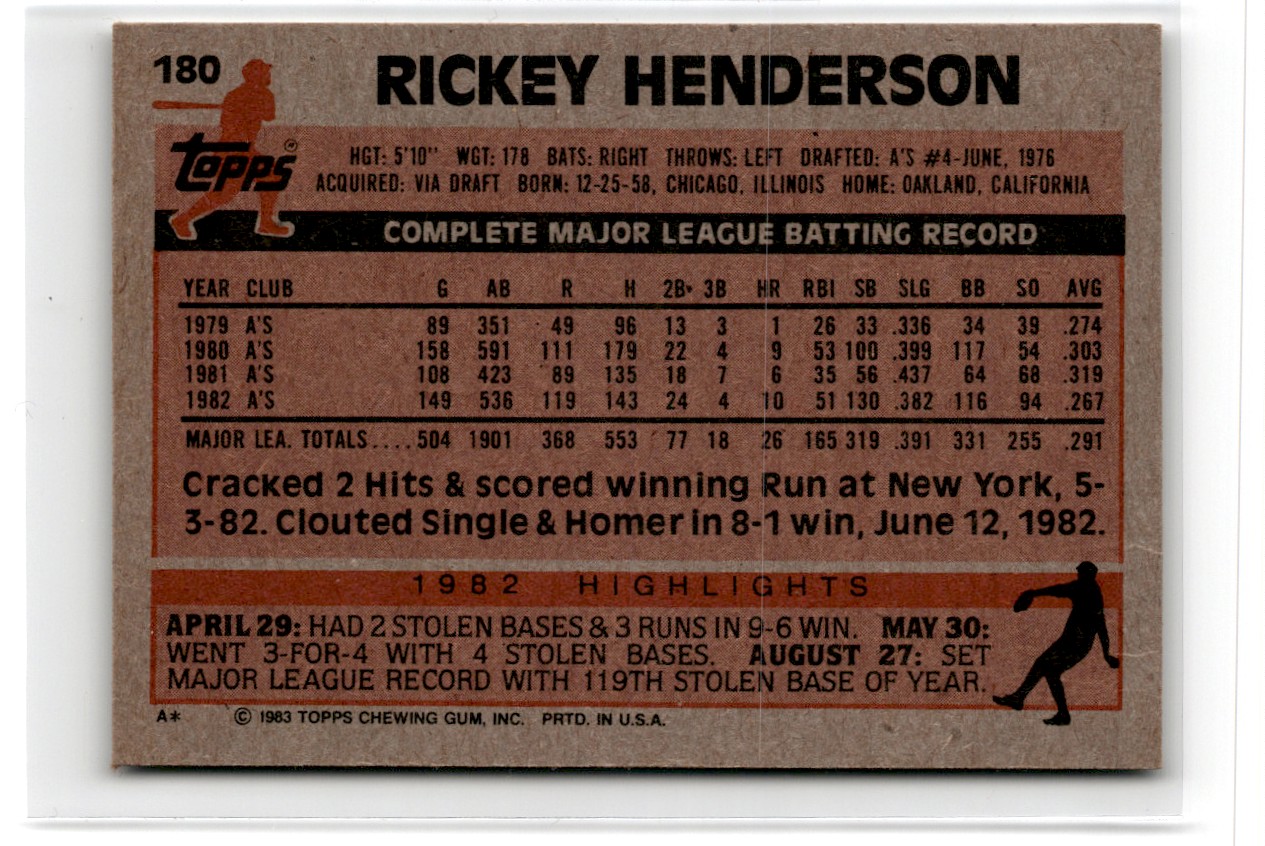 180
RICKEY HENDERSON
topps®
HGT: 5'10" WGT: 178 BATS: RIGHT THROWS: LEFT DRAFTED: A'S #4-JUNE, 1976
ACQUIRED: VIA DRAFT BORN: 12-25-58, CHICAGO, ILLINOIS HOME: OAKLAND, CALIFORNIA
COMPLETE MAJOR LEAGUE BATTING RECORD
YEAR CLUB G AB R H 2B 3B HR RBI SB SLG BB SO AVG
1979 A'S 89 351 49 96 13 3 1 26 33 .336 34 39 .274
1980 A'S 158 591 111 179 22 4 9 53 100 .399 117 54 .303
1981 A'S 108 423 89 135 18 7 6 35 56 .437 64 68 .319
1982 A'S 149 536 119 143 24 4 10 51 130 .382 116 94 .267
MAJOR LEA. TOTALS.... 504 1901 368 553 77 18 26 165 319 .391 331 255 .291
Cracked 2 Hits & scored winning Run at New York, 5-
3-82. Clouted Single & Homer in 8-1 win, June 12, 1982.
1982 HIGHLIGHTS
APRIL 29: HAD 2 STOLEN BASES & 3 RUNS IN 9-6 WIN. MAY 30:
WENT 3-FOR-4 WITH 4 STOLEN BASES. AUGUST 27: SET
MAJOR LEAGUE RECORD WITH 119TH STOLEN BASE OF YEAR.
A* © 1983 TOPPS CHEWING GUM, INC. PRTD. IN U.S.A.